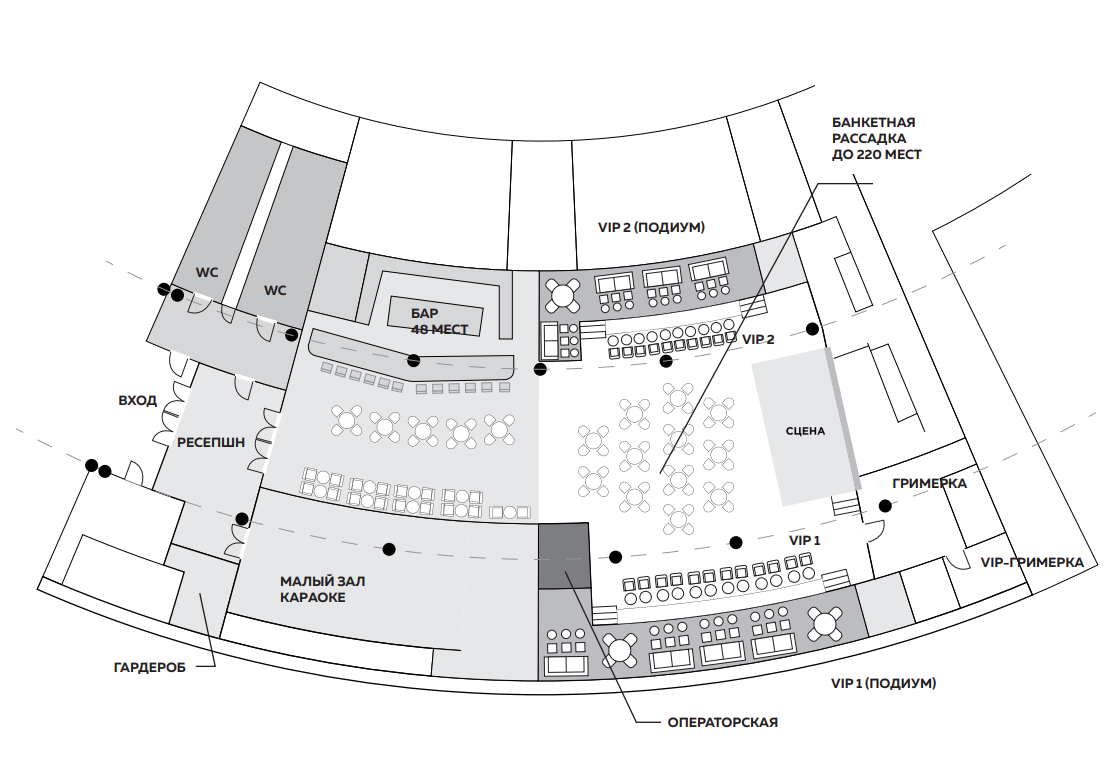 БАНКЕТНАЯ
РАССАДКА
ДО 220 МЕСТ
VIP 2 (ПОДИУМ)
WC
WC
БАР
48 МЕСТ
VIP 2
ВХОД
РЕСЕПШН
СЦЕНА
ГРИМЕРКА
VIP 1
VIP-ГРИМЕРКА
МАЛЫЙ ЗАЛ
КАРАОКЕ
ГАРДЕРОБ
VIP 1 (ПОДИУМ)
ОПЕРАТОРСКАЯ